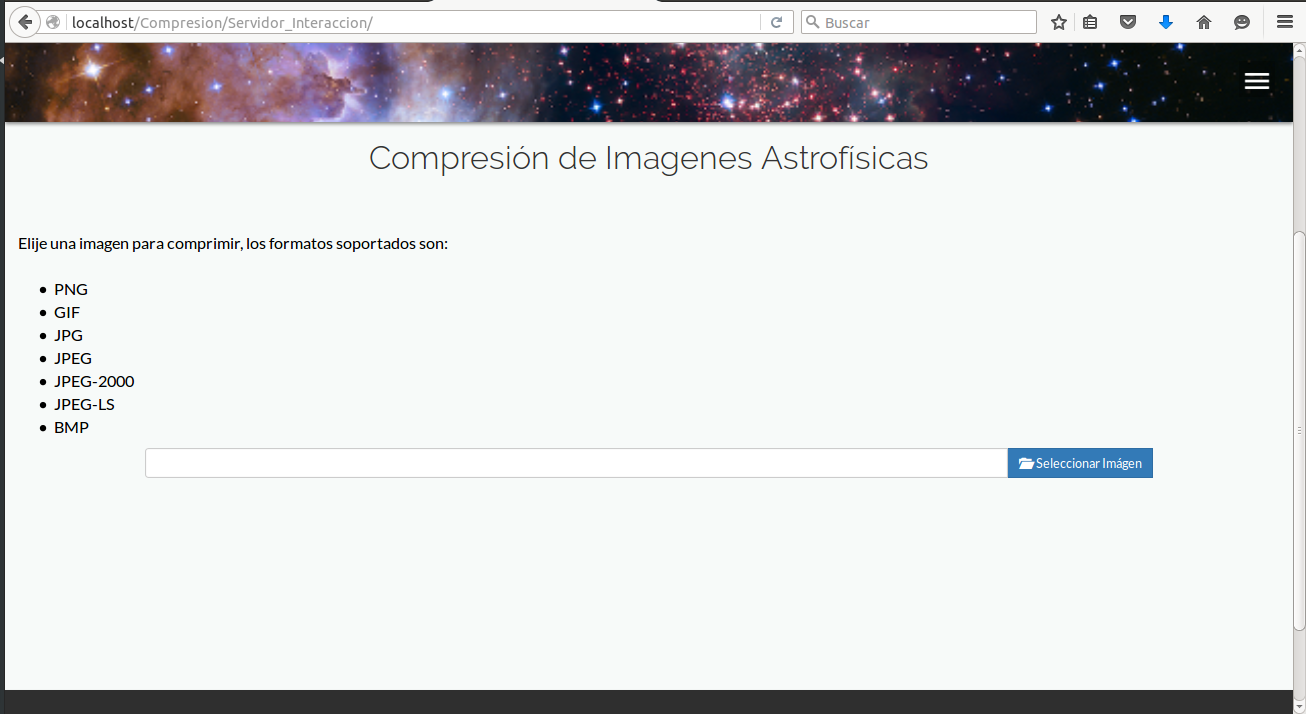 localhost/Compresion/Servidor_Interaccion/
Buscar
Compresión de Imagenes Astrofísicas
Elije una imagen para comprimir, los formatos soportados son:
PNG
GIF
JPG
JPEG
JPEG-2000
JPEG-LS
BMP
Seleccionar Imágen